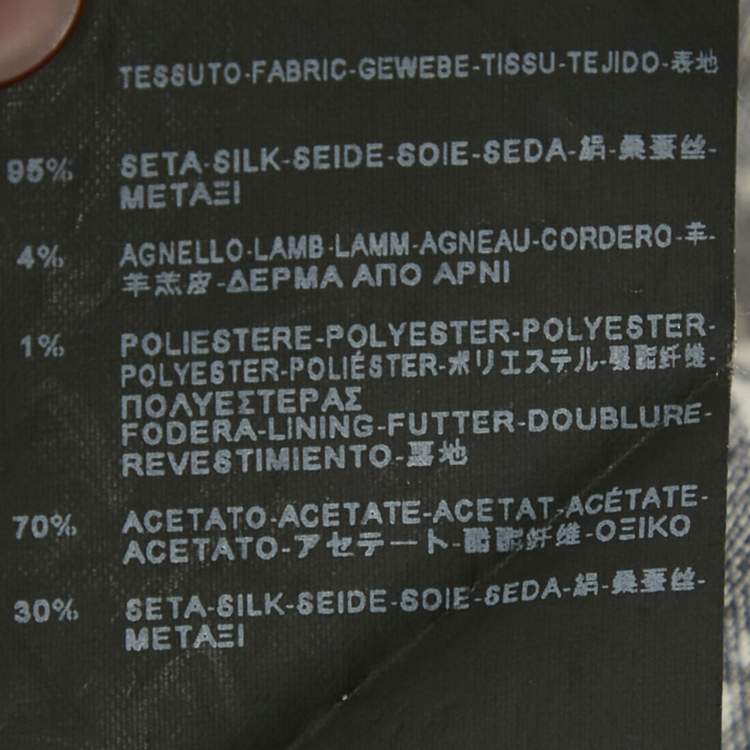 TESSUTO-FABRIC-GEWEBE-TISSU-TEJIDO-表地
95% SETA-SILK-SEIDE-SOIE-SEDA-絹-桑蚕丝-
ΜΕΤΑΞΙ
4% AGNELLO-LAMB-LAMM-AGNEAU-CORDERO-羊-
羊羔皮-ΔΕΡΜΑ ΑΠΟ ΑΡΝΙ
1% POLIESTERE-POLYESTER-POLYESTER-
POLYESTER-POLIÉSTER-ポリエステル-聚酯纤维-
ΠΟΛΥΕΣΤΕΡΑΣ
FODERA-LINING-FUTTER-DOUBLURE-
REVESTIMIENTO-裏地
70% ACETATO-ACETATE-ACETAT-ACÉTATE-
ACETATO-アセテート-醋酯纤维-ΟΞΙΚΟ
30% SETA-SILK-SEIDE-SOIE-SEDA-絹-桑蚕丝-
ΜΕΤΑΞΙ